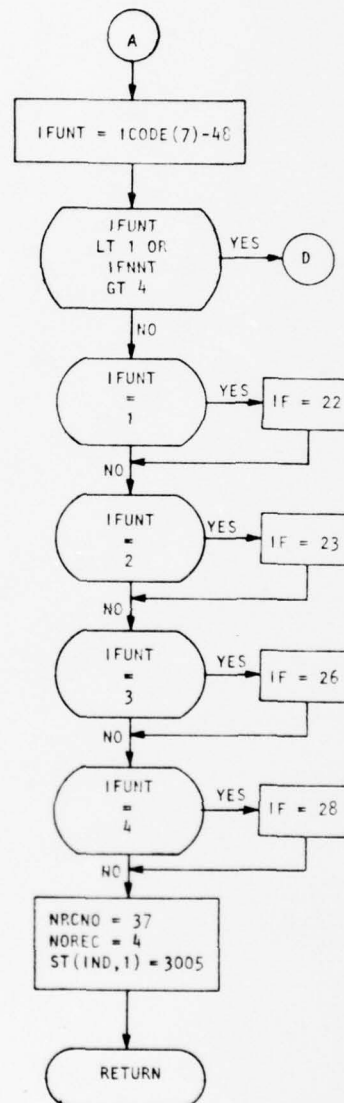 A
IFUNT = ICODE(7)-48
IFUNT
LT 1 OR
IFNNT
GT 4
YES
D
NO
IFUNT
=
1
YES
IF = 22
NO
IFUNT
=
2
YES
IF = 23
NO
IFUNT
=
3
YES
IF = 26
NO
IFUNT
=
4
YES
IF = 28
NO
NRCNO = 37
NOREC = 4
ST(IND,1) = 3005
RETURN